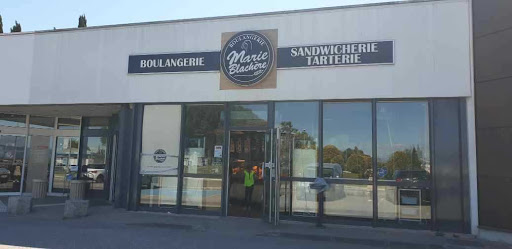 BOULANGERIE
BOULANGERIE
Marie
Blachère
SANDWICHERIE
TARTERIE